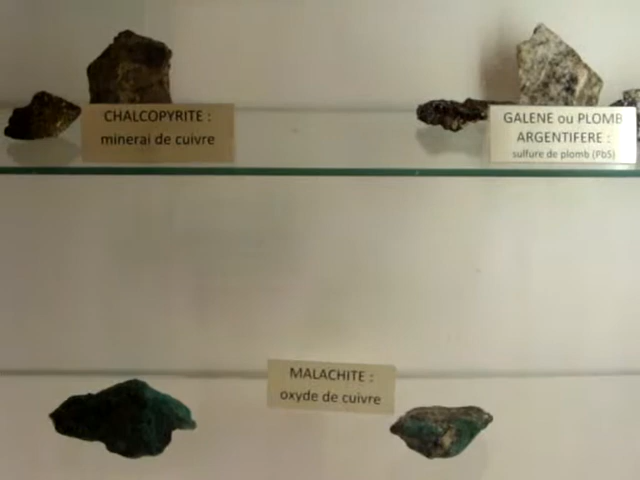 CHALCOPYRITE :
minerai de cuivre
GALENE ou PLOMB
ARGENTIFERE :
sulfure de plomb (PbS)
MALACHITE :
oxyde de cuivre